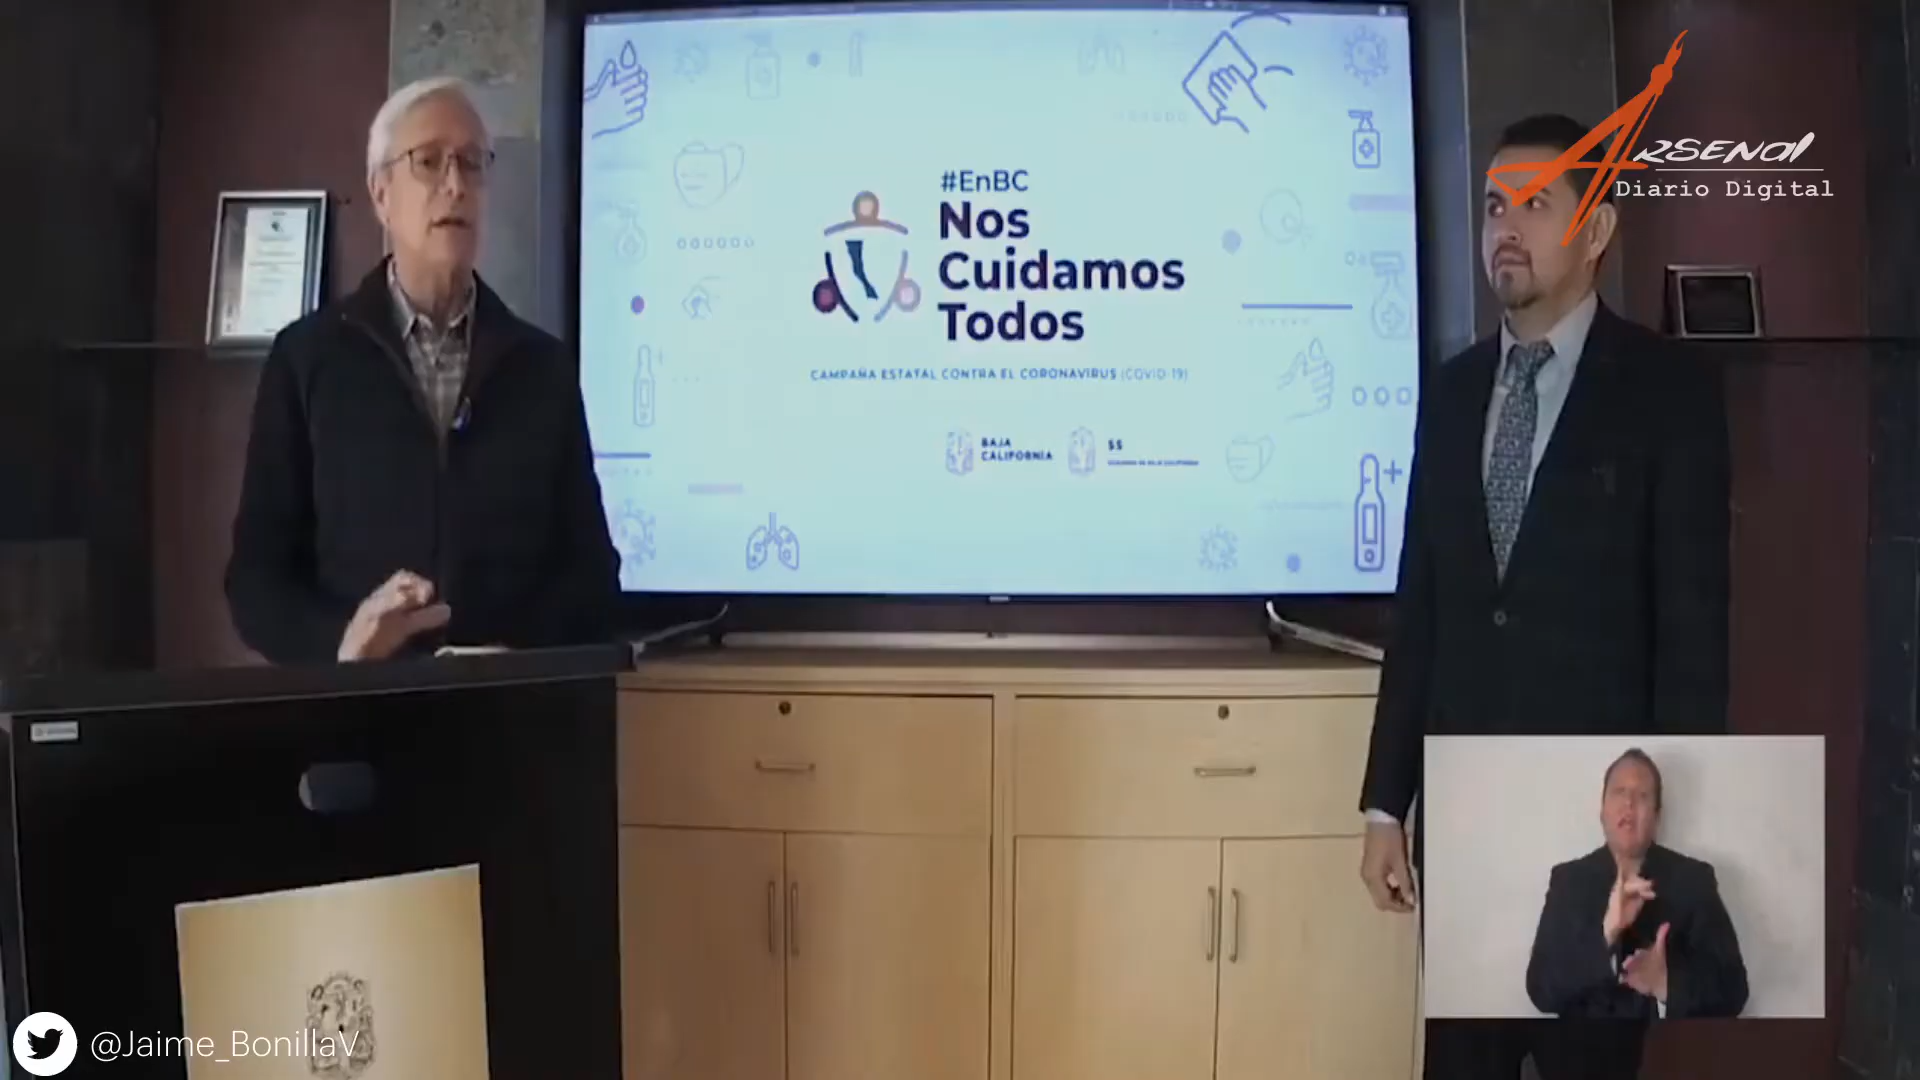 ARSENAl
Diario Digital
#EnBC
Nos
Cuidamos
Todos
CAMPAÑA ESTATAL CONTRA EL CORONAVIRUS (COVID-19)
BAJA
CALIFORNIA
SS
@Jaime_BonillaV